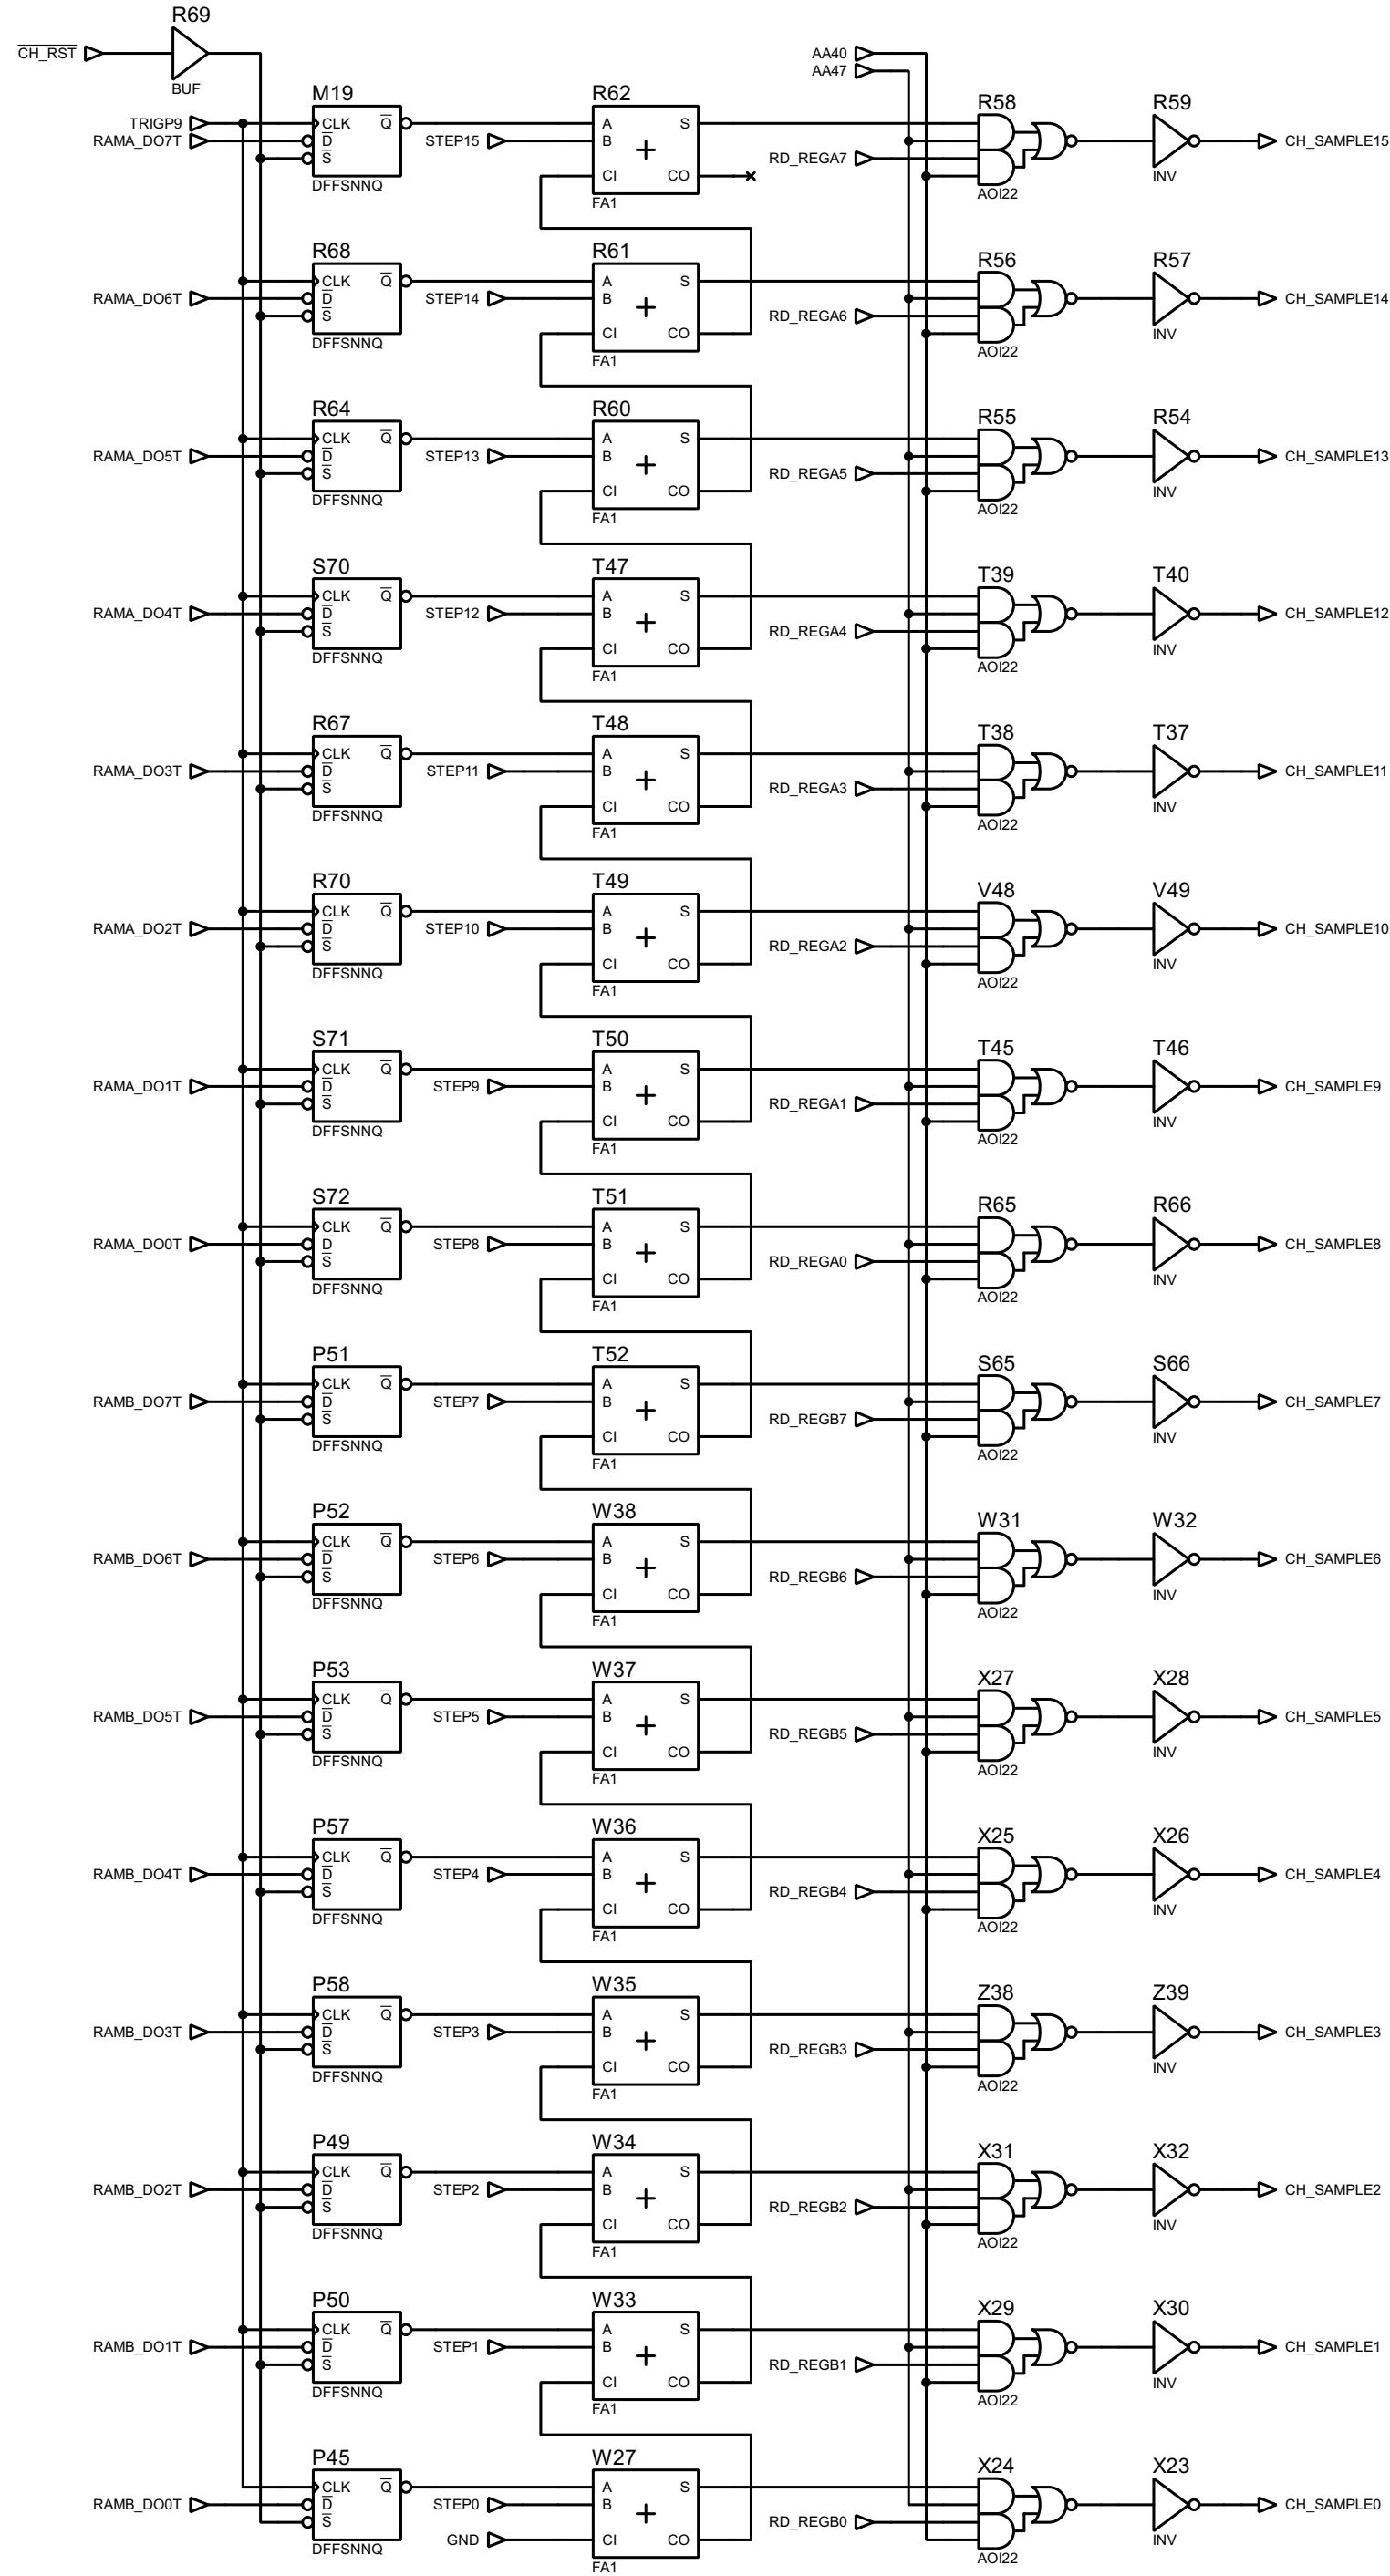 R69
CH_RST AA40
BUF AA47
M19 R62 R58 R59
TRIGP9 CLK Q A S
RAMA_DO7T D STEP15 B + CH_SAMPLE15
S RD_REGA7
CI CO
DFFSNNQ FA1 AOI22 INV
R68 R61 R56 R57
CLK Q A S
RAMA_DO6T D STEP14 B + CH_SAMPLE14
S RD_REGA6
CI CO
DFFSNNQ FA1 AOI22 INV
R64 R60 R55 R54
CLK Q A S
RAMA_DO5T D STEP13 B + CH_SAMPLE13
S RD_REGA5
CI CO
DFFSNNQ FA1 AOI22 INV
S70 T47 T39 T40
CLK Q A S
RAMA_DO4T D STEP12 B + CH_SAMPLE12
S RD_REGA4
CI CO
DFFSNNQ FA1 AOI22 INV
R67 T48 T38 T37
CLK Q A S
RAMA_DO3T D STEP11 B + CH_SAMPLE11
S RD_REGA3
CI CO
DFFSNNQ FA1 AOI22 INV
R70 T49 V48 V49
CLK Q A S
RAMA_DO2T D STEP10 B + CH_SAMPLE10
S RD_REGA2
CI CO
DFFSNNQ FA1 AOI22 INV
S71 T50 T45 T46
CLK Q A S
RAMA_DO1T D STEP9 B + CH_SAMPLE9
S RD_REGA1
CI CO
DFFSNNQ FA1 AOI22 INV
S72 T51 R65 R66
CLK Q A S
RAMA_DO0T D STEP8 B + CH_SAMPLE8
S RD_REGA0
CI CO
DFFSNNQ FA1 AOI22 INV
P51 T52 S65 S66
CLK Q A S
RAMB_DO7T D STEP7 B + CH_SAMPLE7
S RD_REGB7
CI CO
DFFSNNQ FA1 AOI22 INV
P52 W38 W31 W32
CLK Q A S
RAMB_DO6T D STEP6 B + CH_SAMPLE6
S RD_REGB6
CI CO
DFFSNNQ FA1 AOI22 INV
P53 W37 X27 X28
CLK Q A S
RAMB_DO5T D STEP5 B + CH_SAMPLE5
S RD_REGB5
CI CO
DFFSNNQ FA1 AOI22 INV
P57 W36 X25 X26
CLK Q A S
RAMB_DO4T D STEP4 B + CH_SAMPLE4
S RD_REGB4
CI CO
DFFSNNQ FA1 AOI22 INV
P58 W35 Z38 Z39
CLK Q A S
RAMB_DO3T D STEP3 B + CH_SAMPLE3
S RD_REGB3
CI CO
DFFSNNQ FA1 AOI22 INV
P49 W34 X31 X32
CLK Q A S
RAMB_DO2T D STEP2 B + CH_SAMPLE2
S RD_REGB2
CI CO
DFFSNNQ FA1 AOI22 INV
P50 W33 X29 X30
CLK Q A S
RAMB_DO1T D STEP1 B + CH_SAMPLE1
S RD_REGB1
CI CO
DFFSNNQ FA1 AOI22 INV
P45 W27 X24 X23
CLK Q A S
RAMB_DO0T D STEP0 B + CH_SAMPLE0
S RD_REGB0
GND CI CO
DFFSNNQ FA1 AOI22 INV